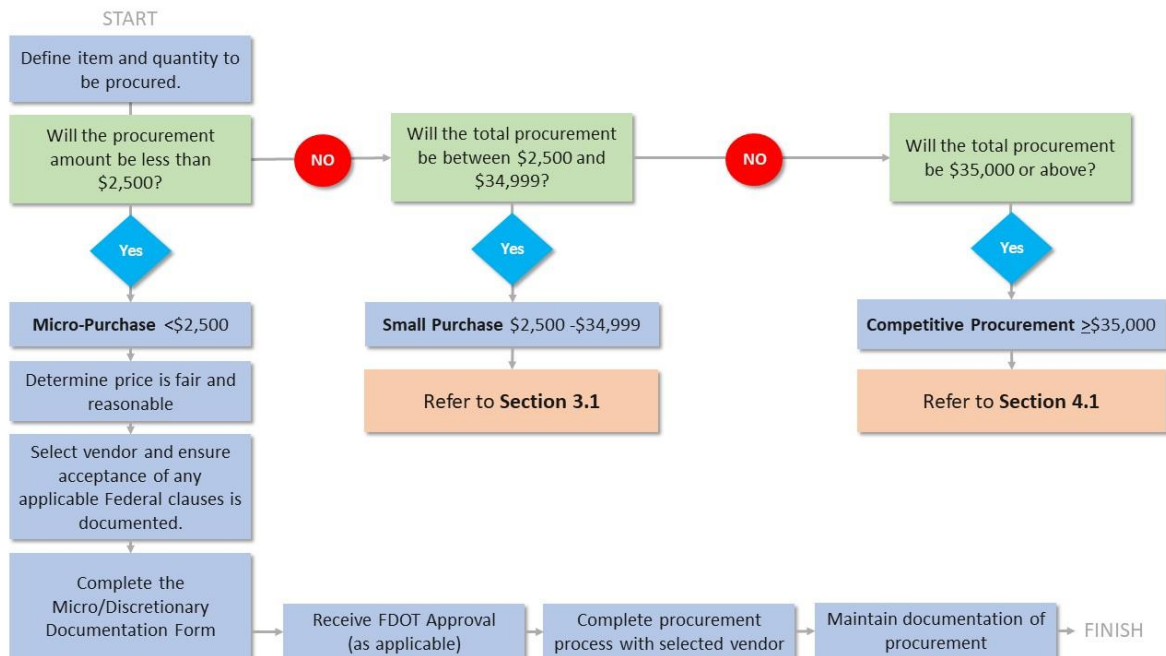 START
Define item and quantity to
be procured.
Will the procurement
amount be less than
$2,500?
NO
Will the total procurement
be between $2,500 and
$34,999?
NO
Will the total procurement
be $35,000 or above?
Yes
Yes
Yes
Micro-Purchase <$2,500
Small Purchase $2,500 -$34,999
Competitive Procurement ≥$35,000
Determine price is fair and
reasonable
Refer to Section 3.1
Refer to Section 4.1
Select vendor and ensure
acceptance of any
applicable Federal clauses is
documented.
Complete the
Micro/Discretionary
Documentation Form
Receive FDOT Approval
(as applicable)
Complete procurement
process with selected vendor
Maintain documentation of
procurement
FINISH